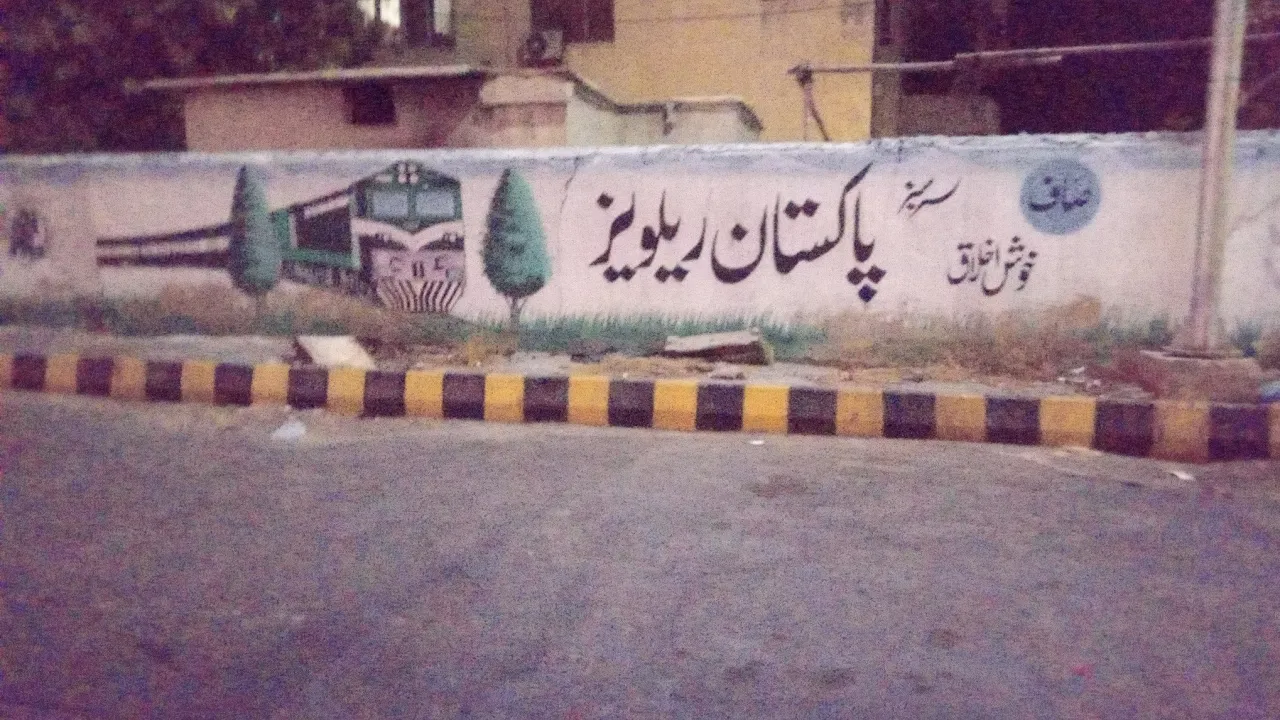 صاف
سرسبز
خوش اخلاق
پاکستان ریلویز